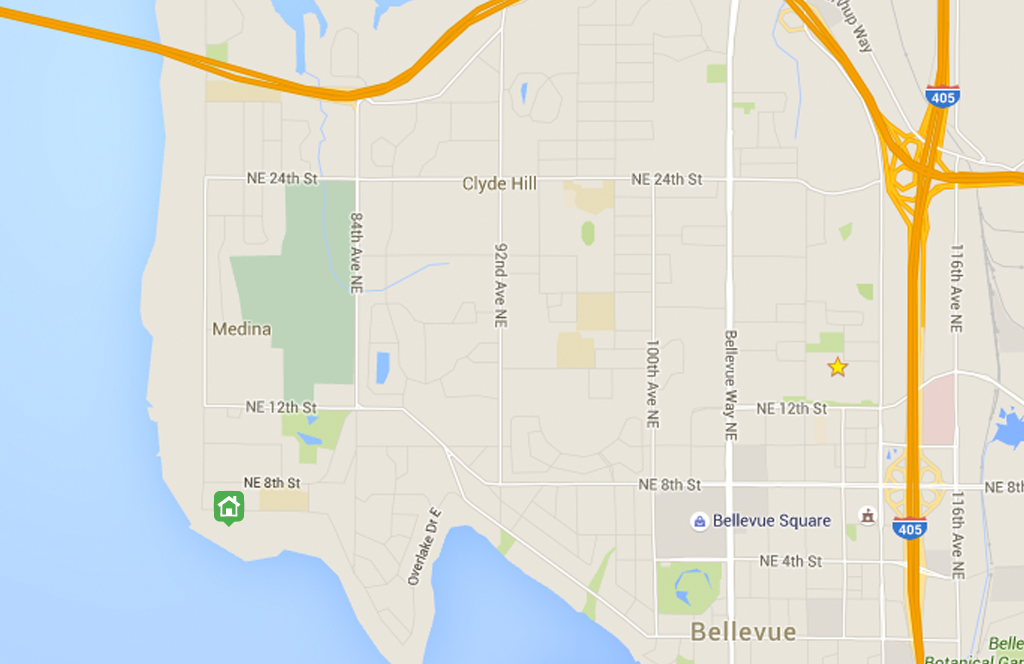 hup Way
405
NE 24th St
Clyde Hill
NE 24th St
84th Ave NE
92nd Ave NE
116th Ave NE
Medina
100th Ave NE
Bellevue Way NE
NE 12th St
NE 12th St
NE 8th St
NE 8th St
NE 8th
Bellevue Square
405
116th Ave NE
Overlake Dr E
NE 4th St
Bellevue
Belle
Botanical Gar